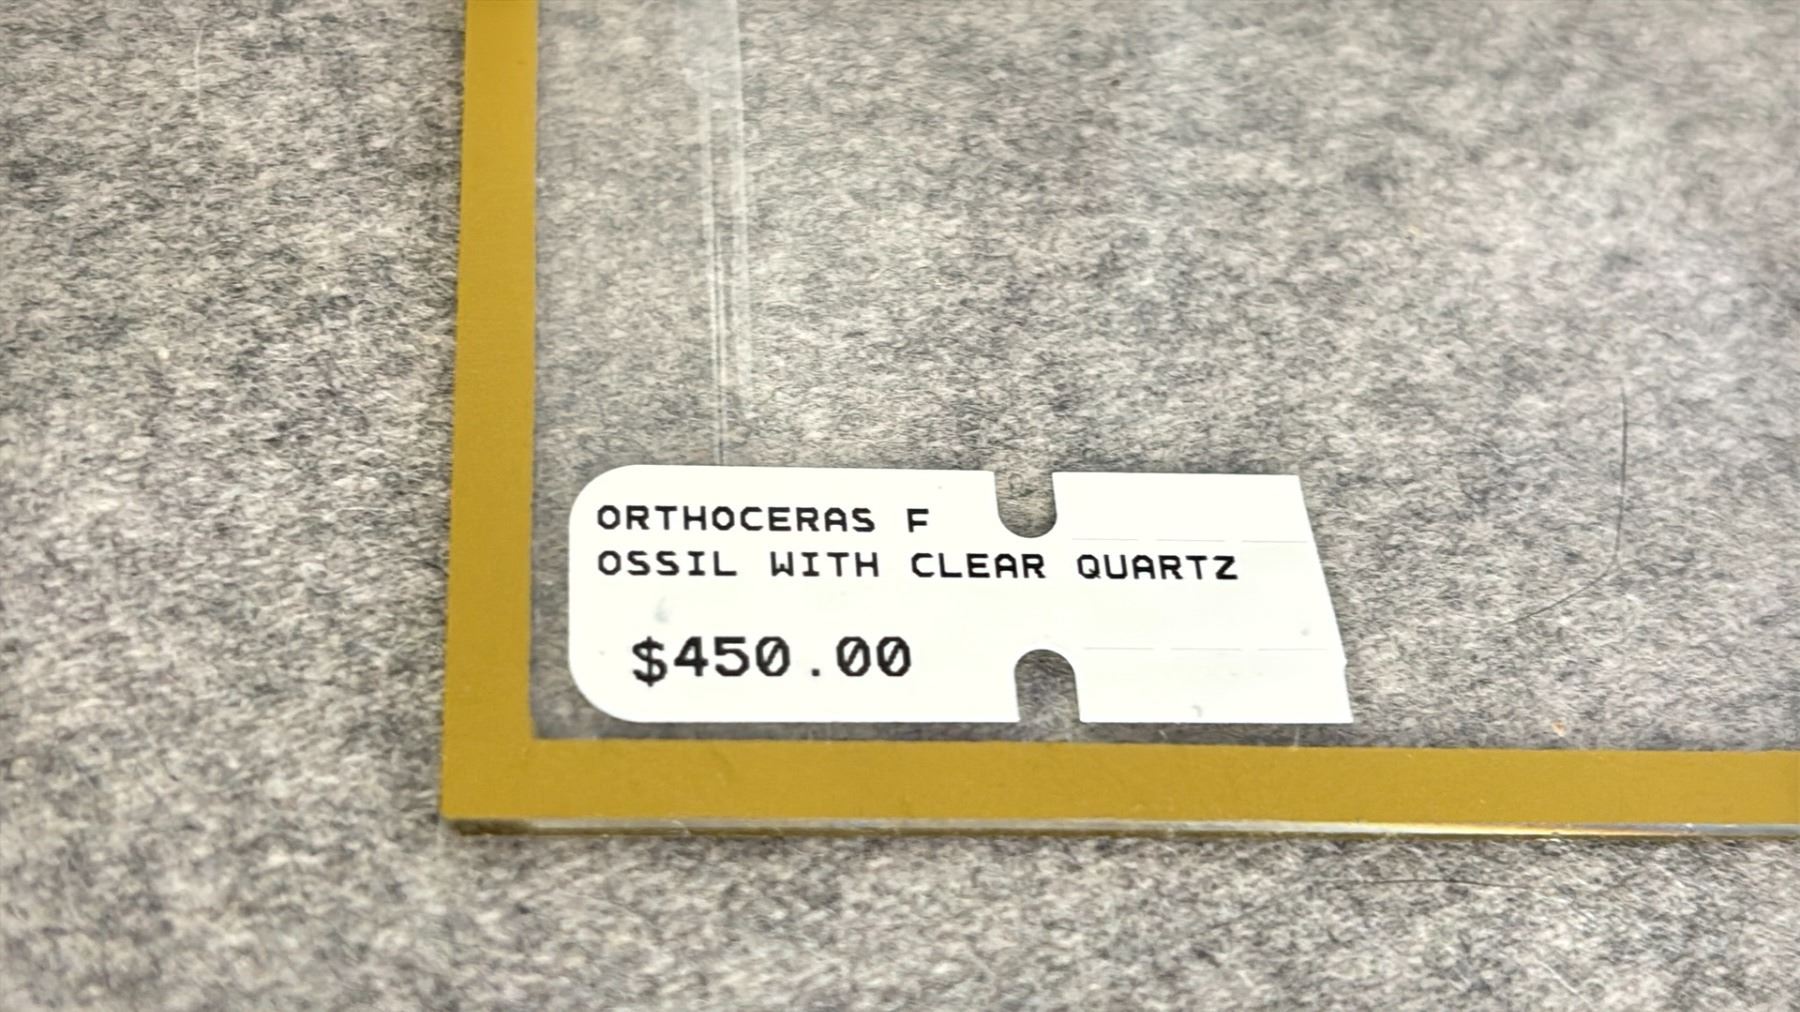 ORTHOCERAS F
OSSIL WITH CLEAR QUARTZ
$450.00